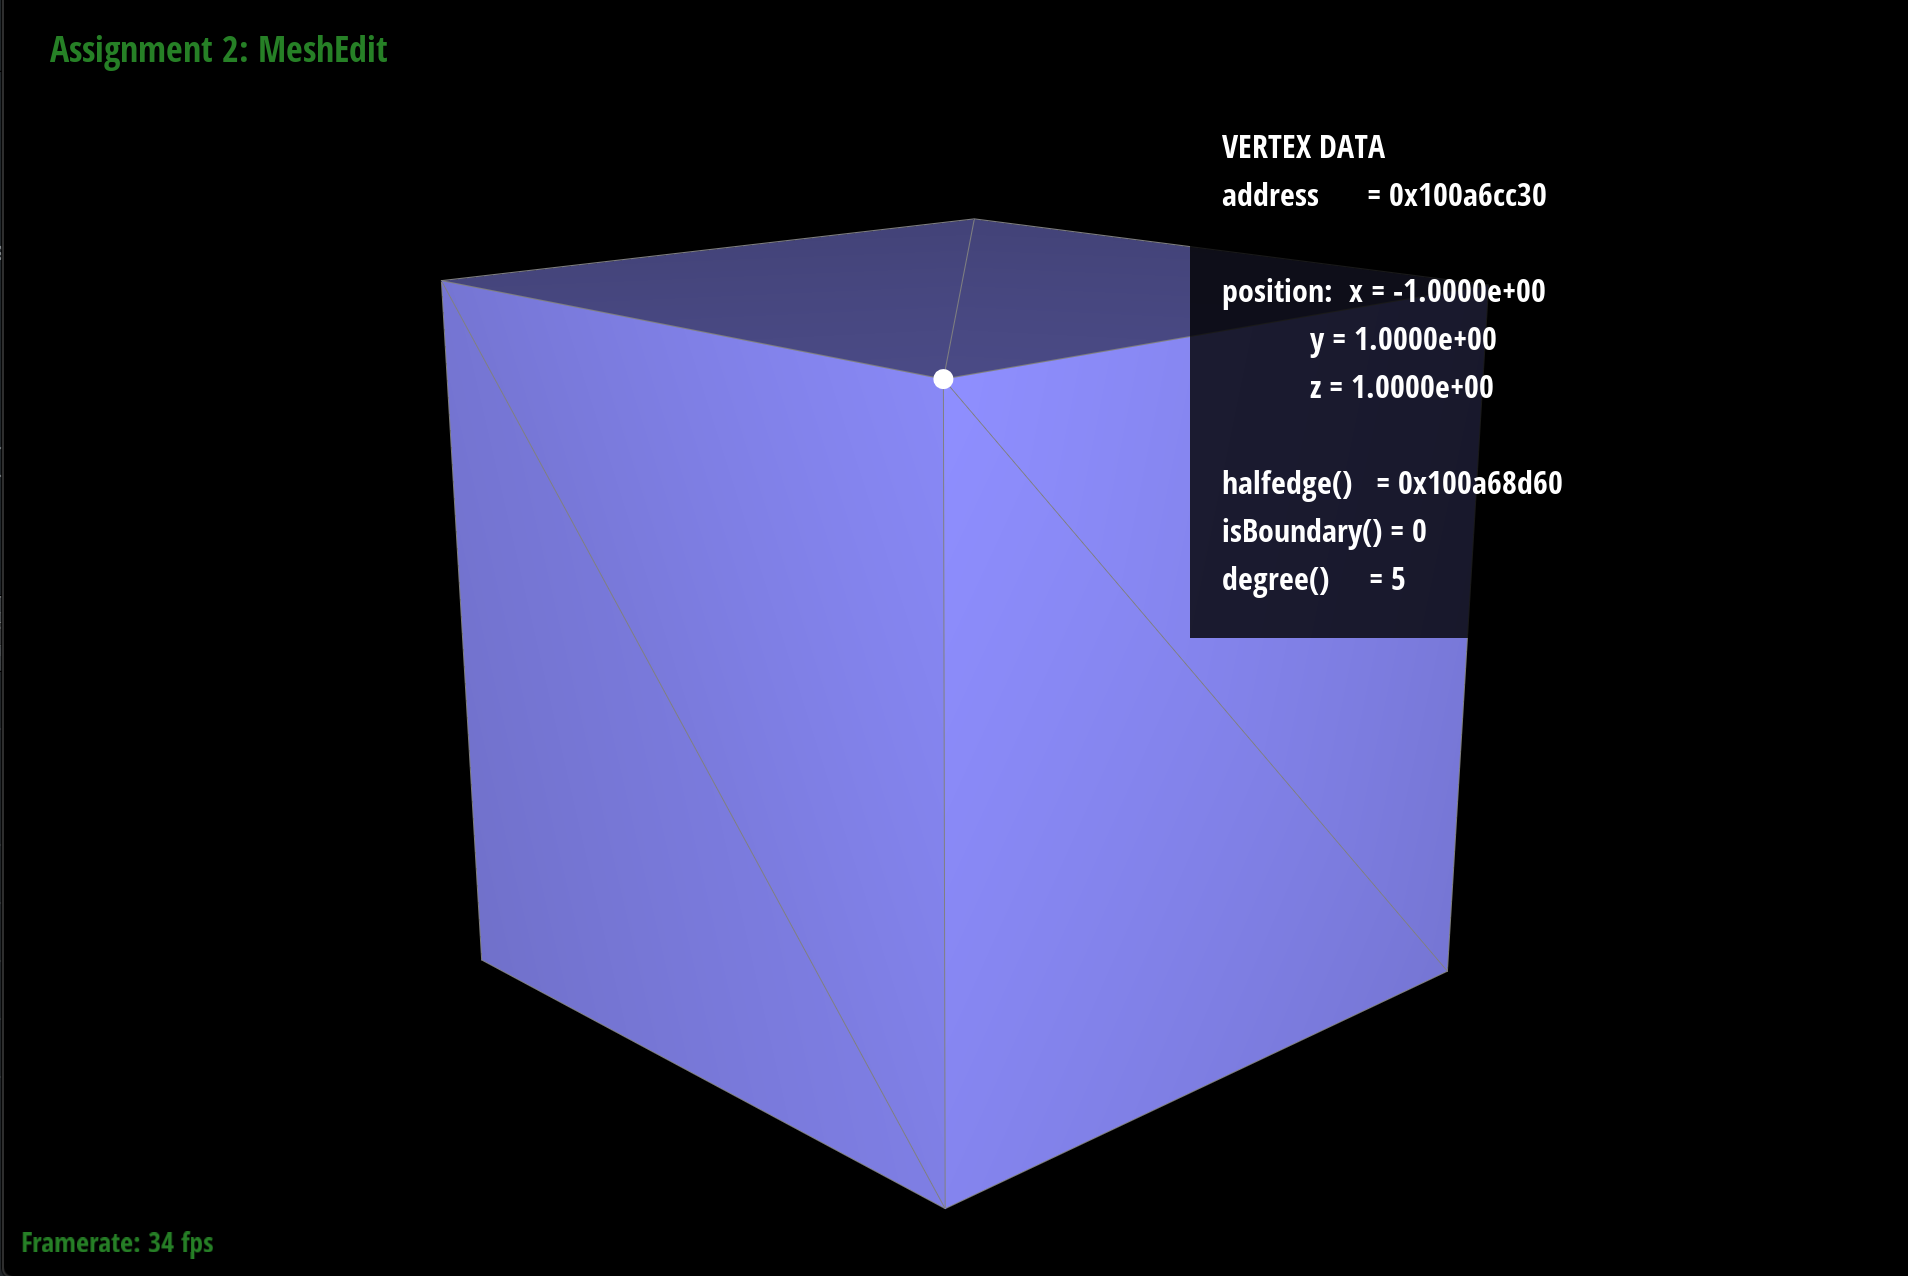 Assignment 2: MeshEdit
VERTEX DATA
address = 0x100a6cc30
position: x = -1.0000e+00
y = 1.0000e+00
z = 1.0000e+00
halfedge() = 0x100a68d60
isBoundary() = 0
degree() = 5
Framerate: 34 fps